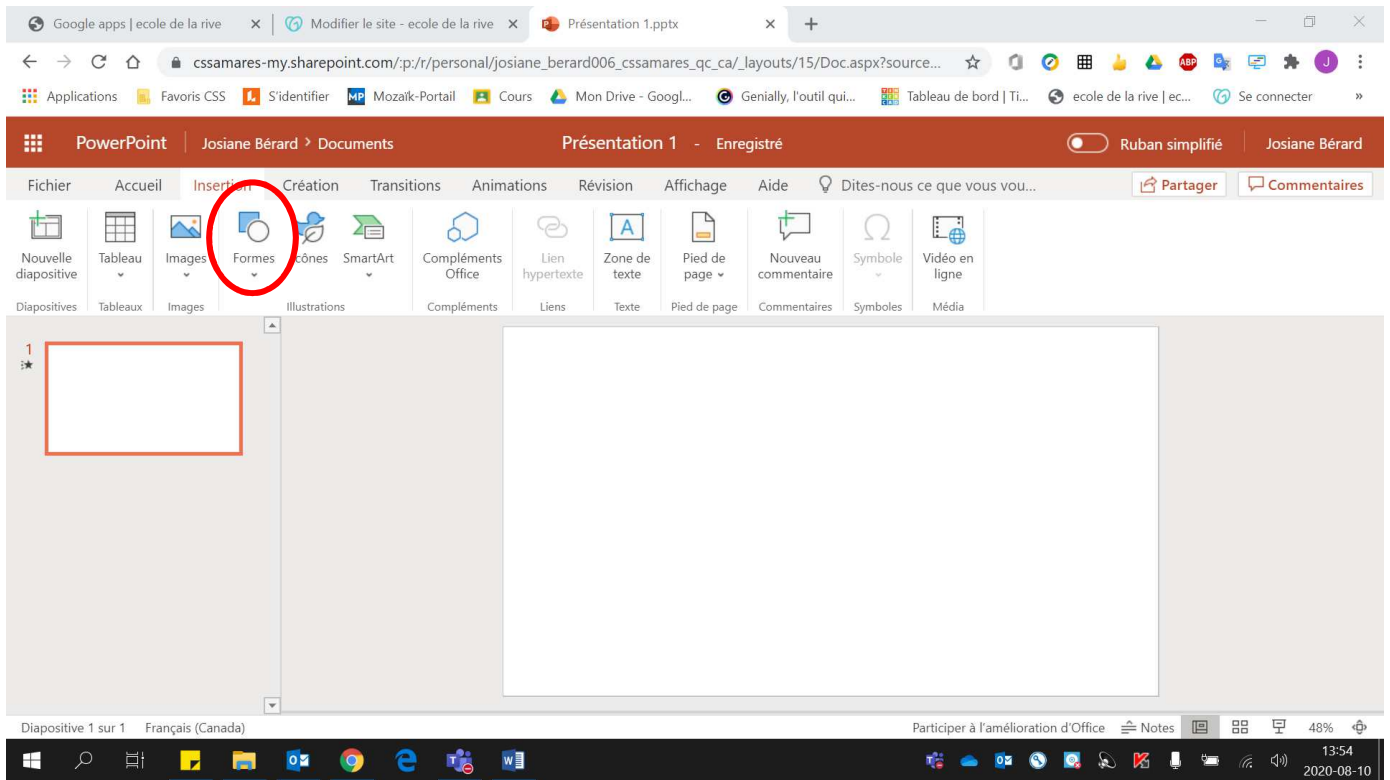 Google apps | ecole de la rive
Modifier le site - ecole de la rive
Présentation 1.pptx
cssamares-my.sharepoint.com/:p:/r/personal/josiane_berard006_cssamares_qc_ca/_layouts/15/Doc.aspx?source...
ABP
J
Applications
Favoris CSS
S'identifier
MP Mozaïk-Portail
Cours
Mon Drive - Googl...
Genially, l'outil qui...
Tableau de bord | Ti...
ecole de la rive | ec...
Se connecter
»
PowerPoint
Josiane Bérard > Documents
Présentation 1 - Enregistré
Ruban simplifié
Josiane Bérard
Fichier
Accueil
Insertion
Création
Transitions
Animations
Révision
Affichage
Aide
Dites-nous ce que vous vou...
Partager
Commentaires
Nouvelle diapositive
Tableau
Images
Formes
Icônes
SmartArt
Compléments Office
Lien hypertexte
Zone de texte
Pied de page
Nouveau commentaire
Symbole
Vidéo en ligne
Diapositives
Tableaux
Images
Illustrations
Compléments
Liens
Texte
Pied de page
Commentaires
Symboles
Média
1
Diapositive 1 sur 1
Français (Canada)
Participer à l'amélioration d'Office
Notes
48%
13:54
2020-08-10